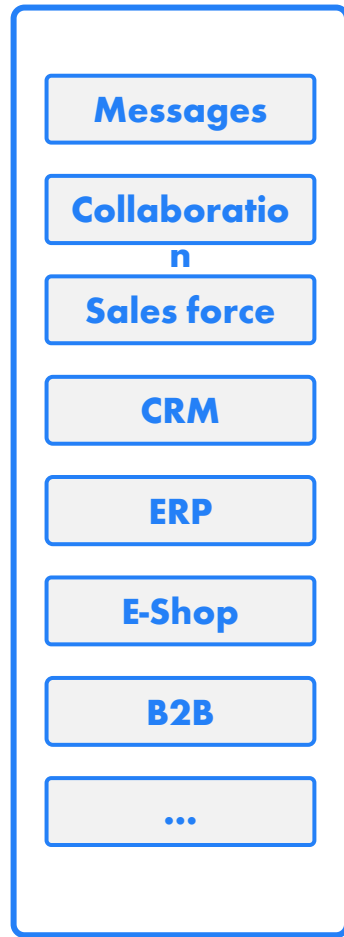 Messages
Collaboratio
n
Sales force
CRM
ERP
E-Shop
B2B
...